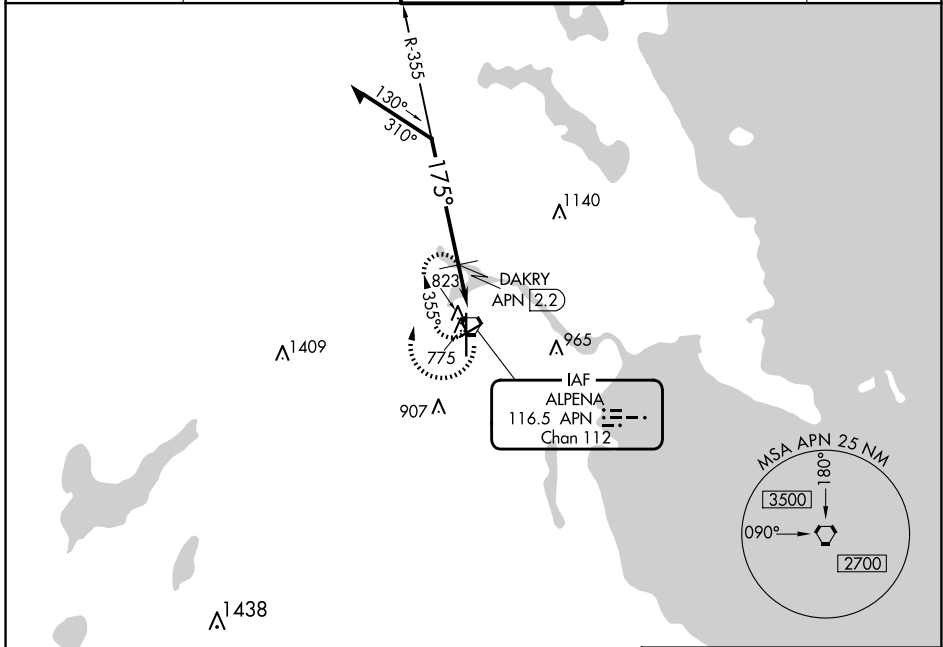 R-355
130°
310°
175°
1140
823
DAKRY
APN 2.2
355°
1409
775
965
IAF
ALPENA
116.5 APN
Chan 112
907
MSA APN 25 NM
180°
3500
090°
2700
1438